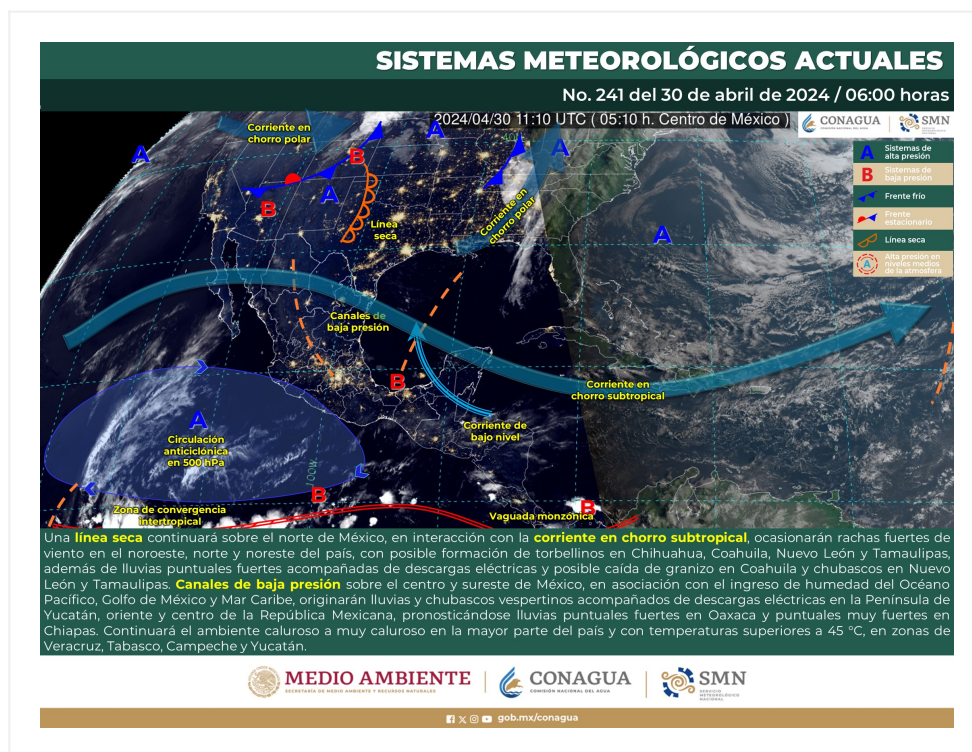 SISTEMAS METEOROLÓGICOS ACTUALES
No. 241 del 30 de abril de 2024 / 06:00 horas
2024/04/30 11:10 UTC ( 05:10 h. Centro de México )
CONAGUA
COMISIÓN NACIONAL DEL AGUA
SMN
Corriente en
chorro polar
A
A
A
B
B
A
Línea
seca
Corriente en
chorro polar
40
A
A
Sistemas de
alta presión
B
Sistemas de
baja presión
Frente frío
Frente
estacionario
Línea seca
A
Alta presión en
niveles medios
de la atmosfera
Canales de
baja presión
B
Corriente en
chorro subtropical
Corriente de
bajo nivel
A
Circulación
anticiclónica
en 500 hPa
100W
B
B
Zona de convergencia
intertropical
Vaguada monzónica
Una línea seca continuará sobre el norte de México, en interacción con la corriente en chorro subtropical, ocasionarán rachas fuertes de
viento en el noroeste, norte y noreste del país, con posible formación de torbellinos en Chihuahua, Coahuila, Nuevo León y Tamaulipas,
además de lluvias puntuales fuertes acompañadas de descargas eléctricas y posible caída de granizo en Coahuila y chubascos en Nuevo
León y Tamaulipas. Canales de baja presión sobre el centro y sureste de México, en asociación con el ingreso de humedad del Océano
Pacífico, Golfo de México y Mar Caribe, originarán lluvias y chubascos vespertinos acompañados de descargas eléctricas en la Península de
Yucatán, oriente y centro de la República Mexicana, pronosticándose lluvias puntuales fuertes en Oaxaca y puntuales muy fuertes en
Chiapas. Continuará el ambiente caluroso a muy caluroso en la mayor parte del país y con temperaturas superiores a 45 °C, en zonas de
Veracruz, Tabasco, Campeche y Yucatán.
MEDIO AMBIENTE
SECRETARÍA DE MEDIO AMBIENTE Y RECURSOS NATURALES
CONAGUA
COMISIÓN NACIONAL DEL AGUA
SMN
SERVICIO
METEOROLÓGICO
NACIONAL
gob.mx/conagua